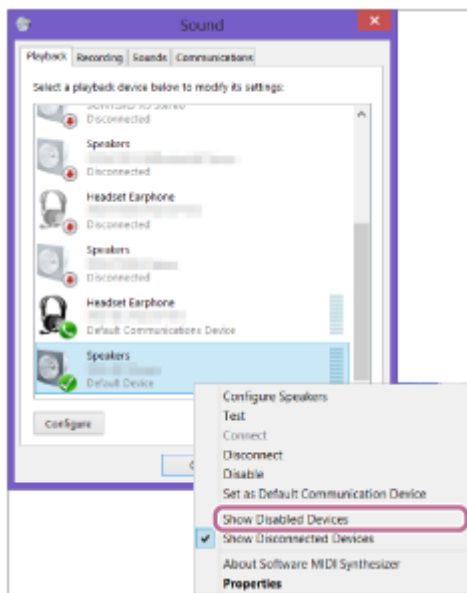 Sound
Playback Recording Sounds Communications
Select a playback device below to modify its settings:
Disconnected
Speakers
Disconnected
Headset Earphone
Disconnected
Speakers
Disconnected
Headset Earphone
Default Communications Device
Speakers
Default Device
Configure
Configure Speakers
Test
Connect
Disconnect
Disable
Set as Default Communication Device
Show Disabled Devices
Show Disconnected Devices
About Software MIDI Synthesizer
Properties